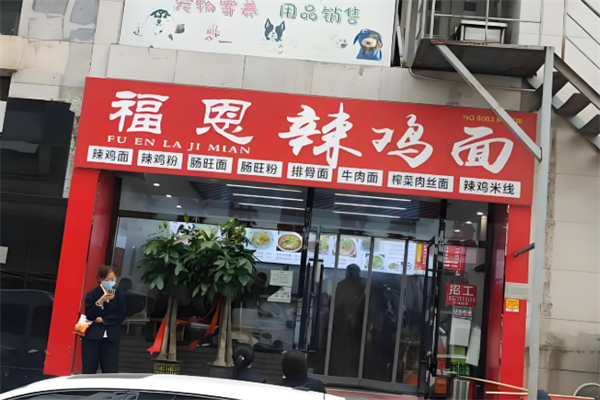 宠物寄养 用品销售
福恩辣鸡面
FU EN LA JI MIAN
辣鸡面 辣鸡粉 肠旺面 肠旺粉 排骨面 牛肉面 榨菜肉丝面 辣鸡米线
招工